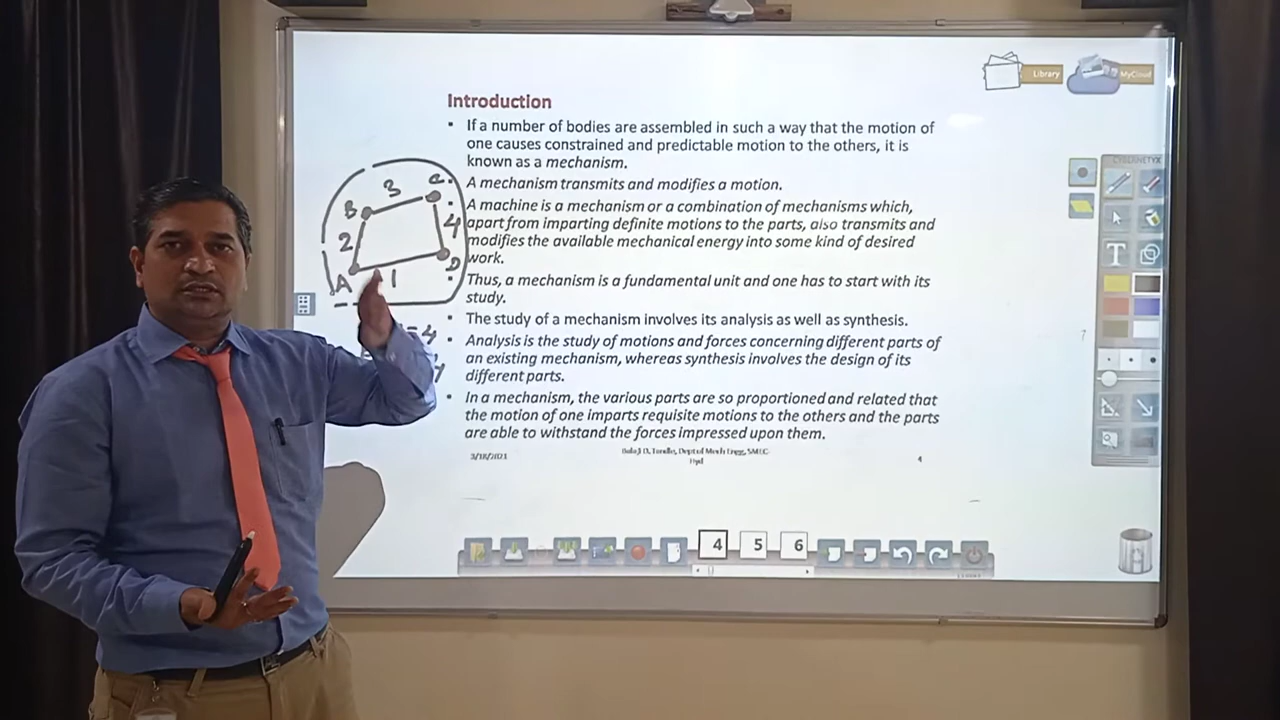 Library
MyCloud
Introduction
• If a number of bodies are assembled in such a way that the motion of
one causes constrained and predictable motion to the others, it is
known as a mechanism.
• A mechanism transmits and modifies a motion.
• A machine is a mechanism or a combination of mechanisms which,
apart from imparting definite motions to the parts, also transmits and
modifies the available mechanical energy into some kind of desired
work.
• Thus, a mechanism is a fundamental unit and one has to start with its
study.
• The study of a mechanism involves its analysis as well as synthesis.
• Analysis is the study of motions and forces concerning different parts of
an existing mechanism, whereas synthesis involves the design of its
different parts.
• In a mechanism, the various parts are so proportioned and related that
the motion of one imparts requisite motions to the others and the parts
are able to withstand the forces impressed upon them.
3 C
B
2 4
A 1 D
= 4
Dept of Mech Engg, SMEC-
Hyd
4
4 5 6
T